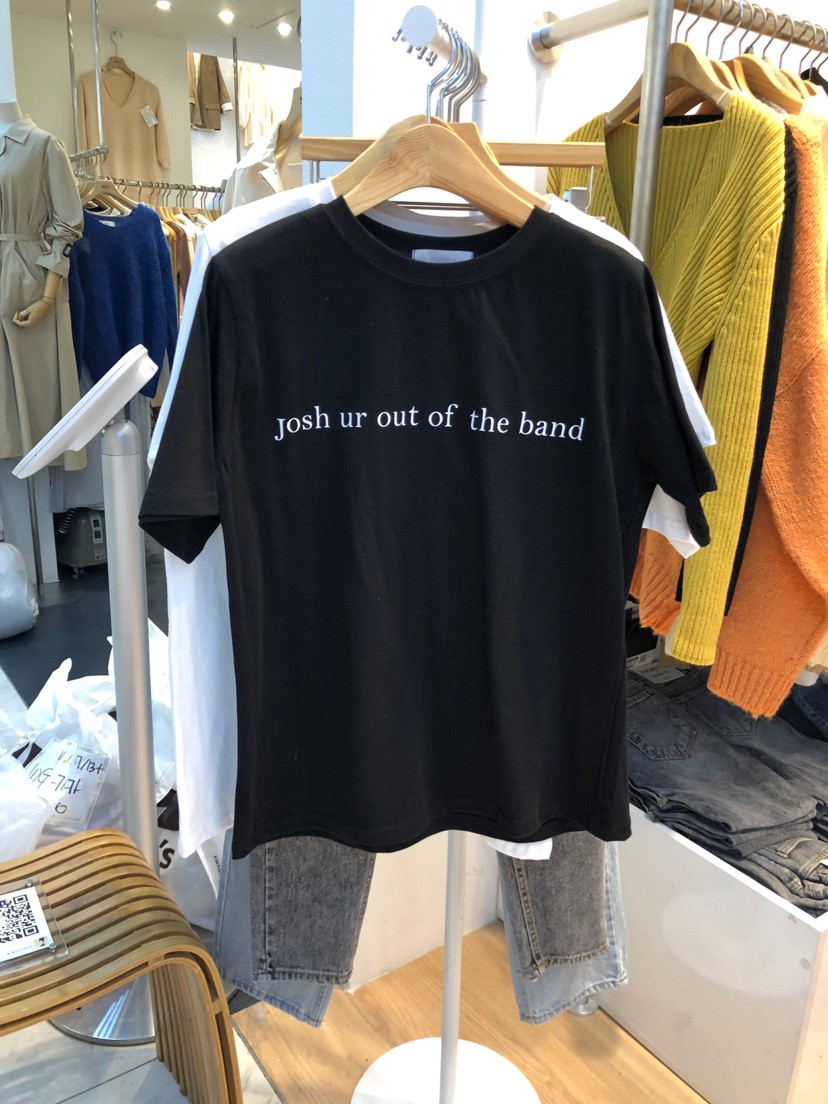 Josh ur out of the band